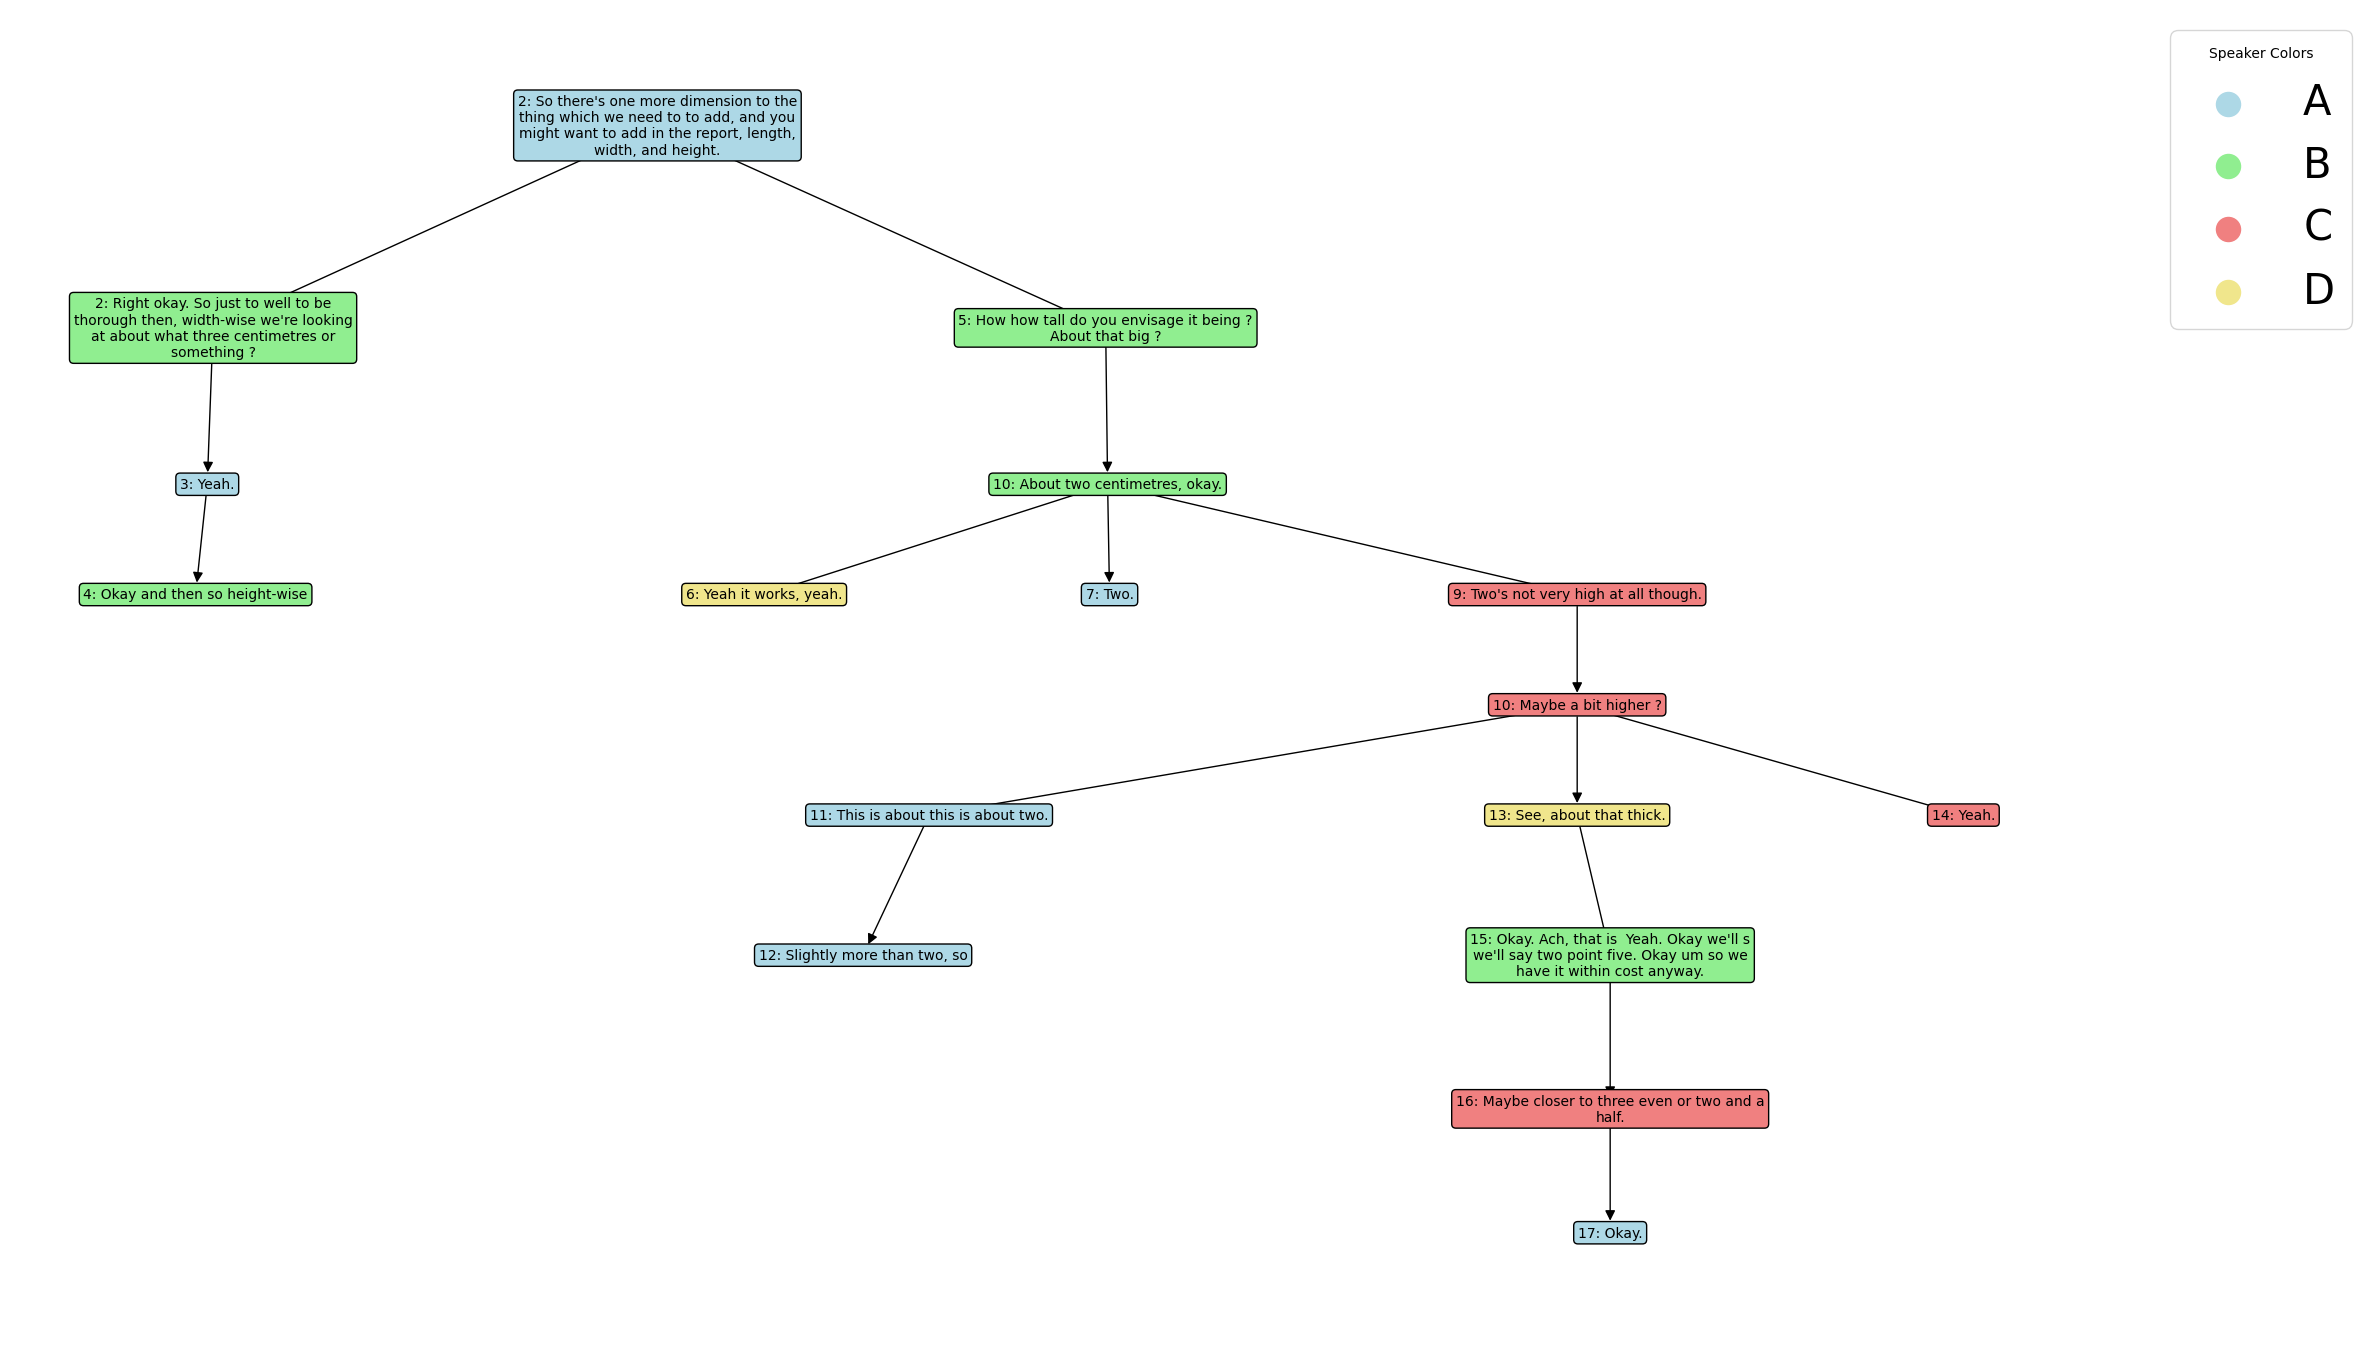 Speaker Colors
A
B
C
D
2: So there's one more dimension to the
thing which we need to to add, and you
might want to add in the report, length,
width, and height.
2: Right okay. So just to well to be
thorough then, width-wise we're looking
at about what three centimetres or
something ?
5: How how tall do you envisage it being ?
About that big ?
3: Yeah.
10: About two centimetres, okay.
4: Okay and then so height-wise
6: Yeah it works, yeah.
7: Two.
9: Two's not very high at all though.
10: Maybe a bit higher ?
11: This is about this is about two.
13: See, about that thick.
14: Yeah.
12: Slightly more than two, so
15: Okay. Ach, that is  Yeah. Okay we'll s
we'll say two point five. Okay um so we
have it within cost anyway.
16: Maybe closer to three even or two and a
half.
17: Okay.